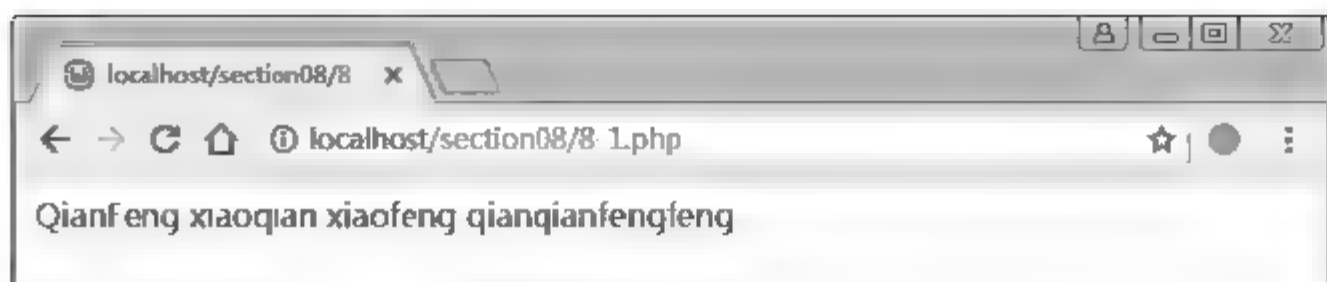 localhost/section08/8
localhost/section08/8-1.php
QianFeng xiaoqian xiaofeng qianqianfengfeng